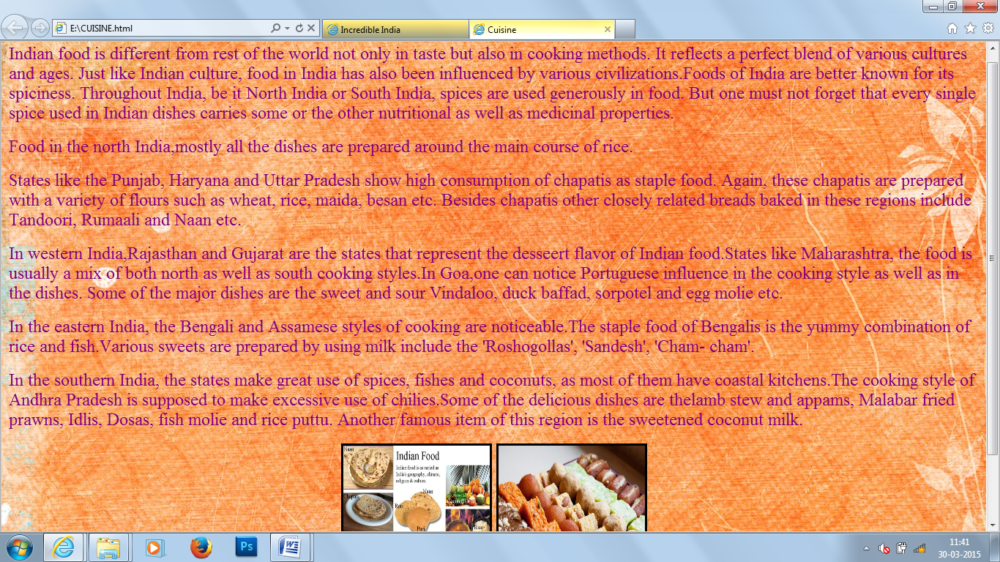 E:\CUISINE.html
Incredible India
Cuisine
Indian food is different from rest of the world not only in taste but also in cooking methods. It reflects a perfect blend of various cultures
and ages. Just like Indian culture, food in India has also been influenced by various civilizations.Foods of India are better known for its
spiciness. Throughout India, be it North India or South India, spices are used generously in food. But one must not forget that every single
spice used in Indian dishes carries some or the other nutritional as well as medicinal properties.
Food in the north India,mostly all the dishes are prepared around the main course of rice.
States like the Punjab, Haryana and Uttar Pradesh show high consumption of chapatis as staple food. Again, these chapatis are prepared
with a variety of flours such as wheat, rice, maida, besan etc. Besides chapatis other closely related breads baked in these regions include
Tandoori, Rumaali and Naan etc.
In western India,Rajasthan and Gujarat are the states that represent the desseert flavor of Indian food.States like Maharashtra, the food is
usually a mix of both north as well as south cooking styles.In Goa,one can notice Portuguese influence in the cooking style as well as in
the dishes. Some of the major dishes are the sweet and sour Vindaloo, duck baffad, sorpotel and egg molie etc.
In the eastern India, the Bengali and Assamese styles of cooking are noticeable.The staple food of Bengalis is the yummy combination of
rice and fish.Various sweets are prepared by using milk include the 'Roshogollas', 'Sandesh', 'Cham- cham'.
In the southern India, the states make great use of spices, fishes and coconuts, as most of them have coastal kitchens.The cooking style of
Andhra Pradesh is supposed to make excessive use of chilies.Some of the delicious dishes are thelamb stew and appams, Malabar fried
prawns, Idlis, Dosas, fish molie and rice puttu. Another famous item of this region is the sweetened coconut milk.
Naan
Indian Food
Indian food is as varied as
India's geography, climate,
religion & culture.
Naan
Roti
Puri
Rice
Ps
11:41
30-03-2015